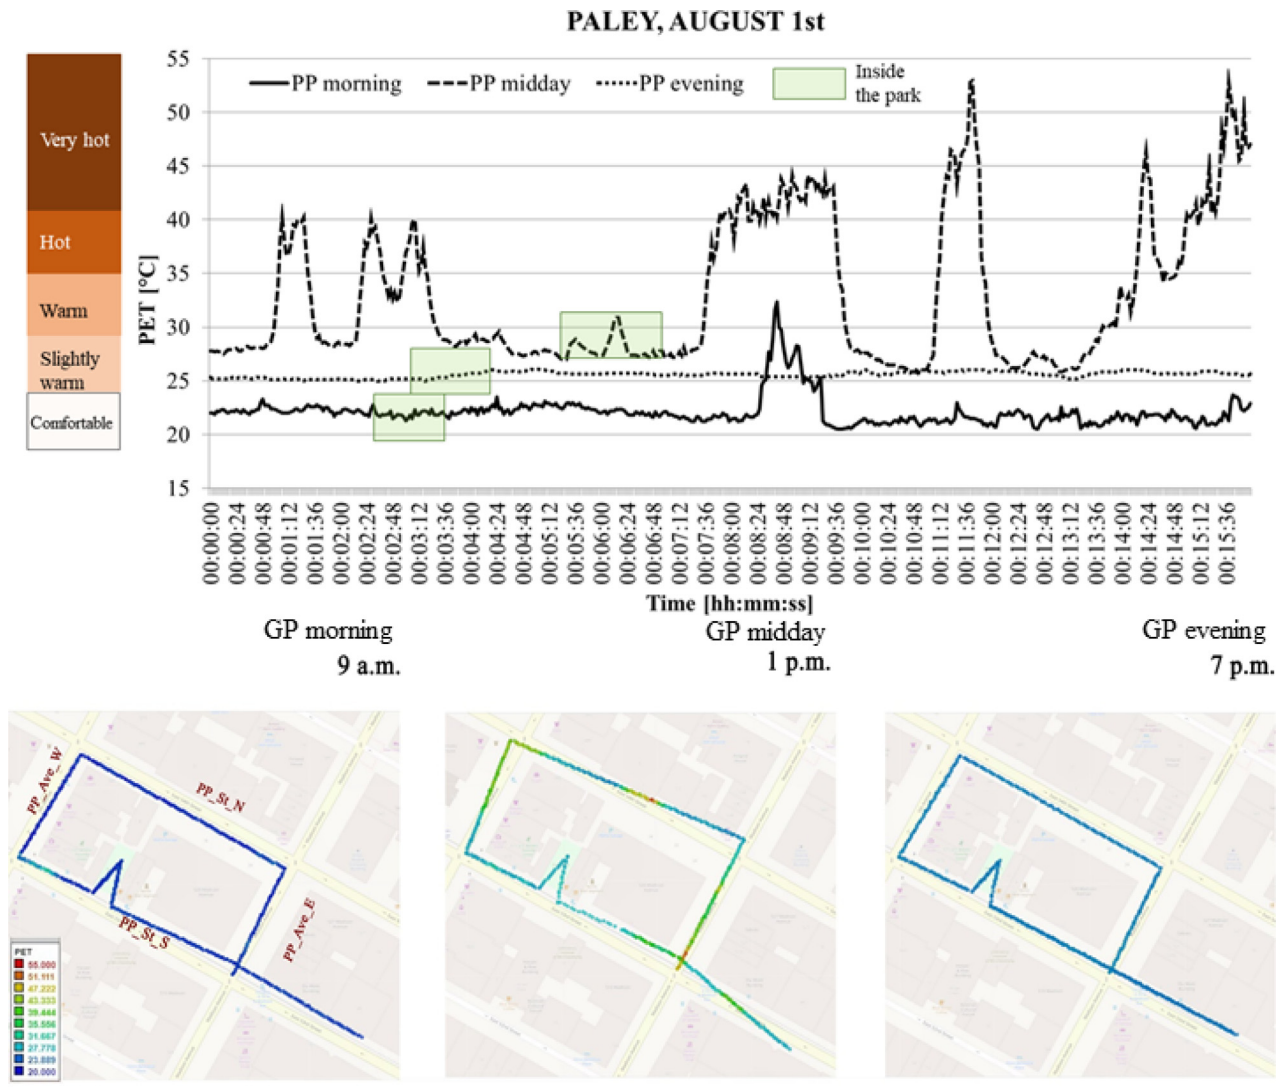 PALEY, AUGUST 1st
55
50
45
40
35
30
25
20
15
PET [°C]
Very hot
Hot
Warm
Slightly
warm
Comfortable
PP morning
PP midday
PP evening
Inside
the park
00:00:00
00:00:24
00:00:48
00:01:12
00:01:36
00:02:00
00:02:24
00:02:48
00:03:12
00:03:36
00:04:00
00:04:24
00:04:48
00:05:12
00:05:36
00:06:00
00:06:24
00:06:48
00:07:12
00:07:36
00:08:00
00:08:24
00:08:48
00:09:12
00:09:36
00:10:00
00:10:24
00:10:48
00:11:12
00:11:36
00:12:00
00:12:24
00:12:48
00:13:12
00:13:36
00:14:00
00:14:24
00:14:48
00:15:12
00:15:36
Time [hh:mm:ss]
GP morning
9 a.m.
GP midday
1 p.m.
GP evening
7 p.m.
PP_Ave_W
PP_St_N
PP_St_S
PP_Ave_E
PET
55.000
51.111
47.222
43.333
39.444
35.556
31.667
27.778
23.889
20.000